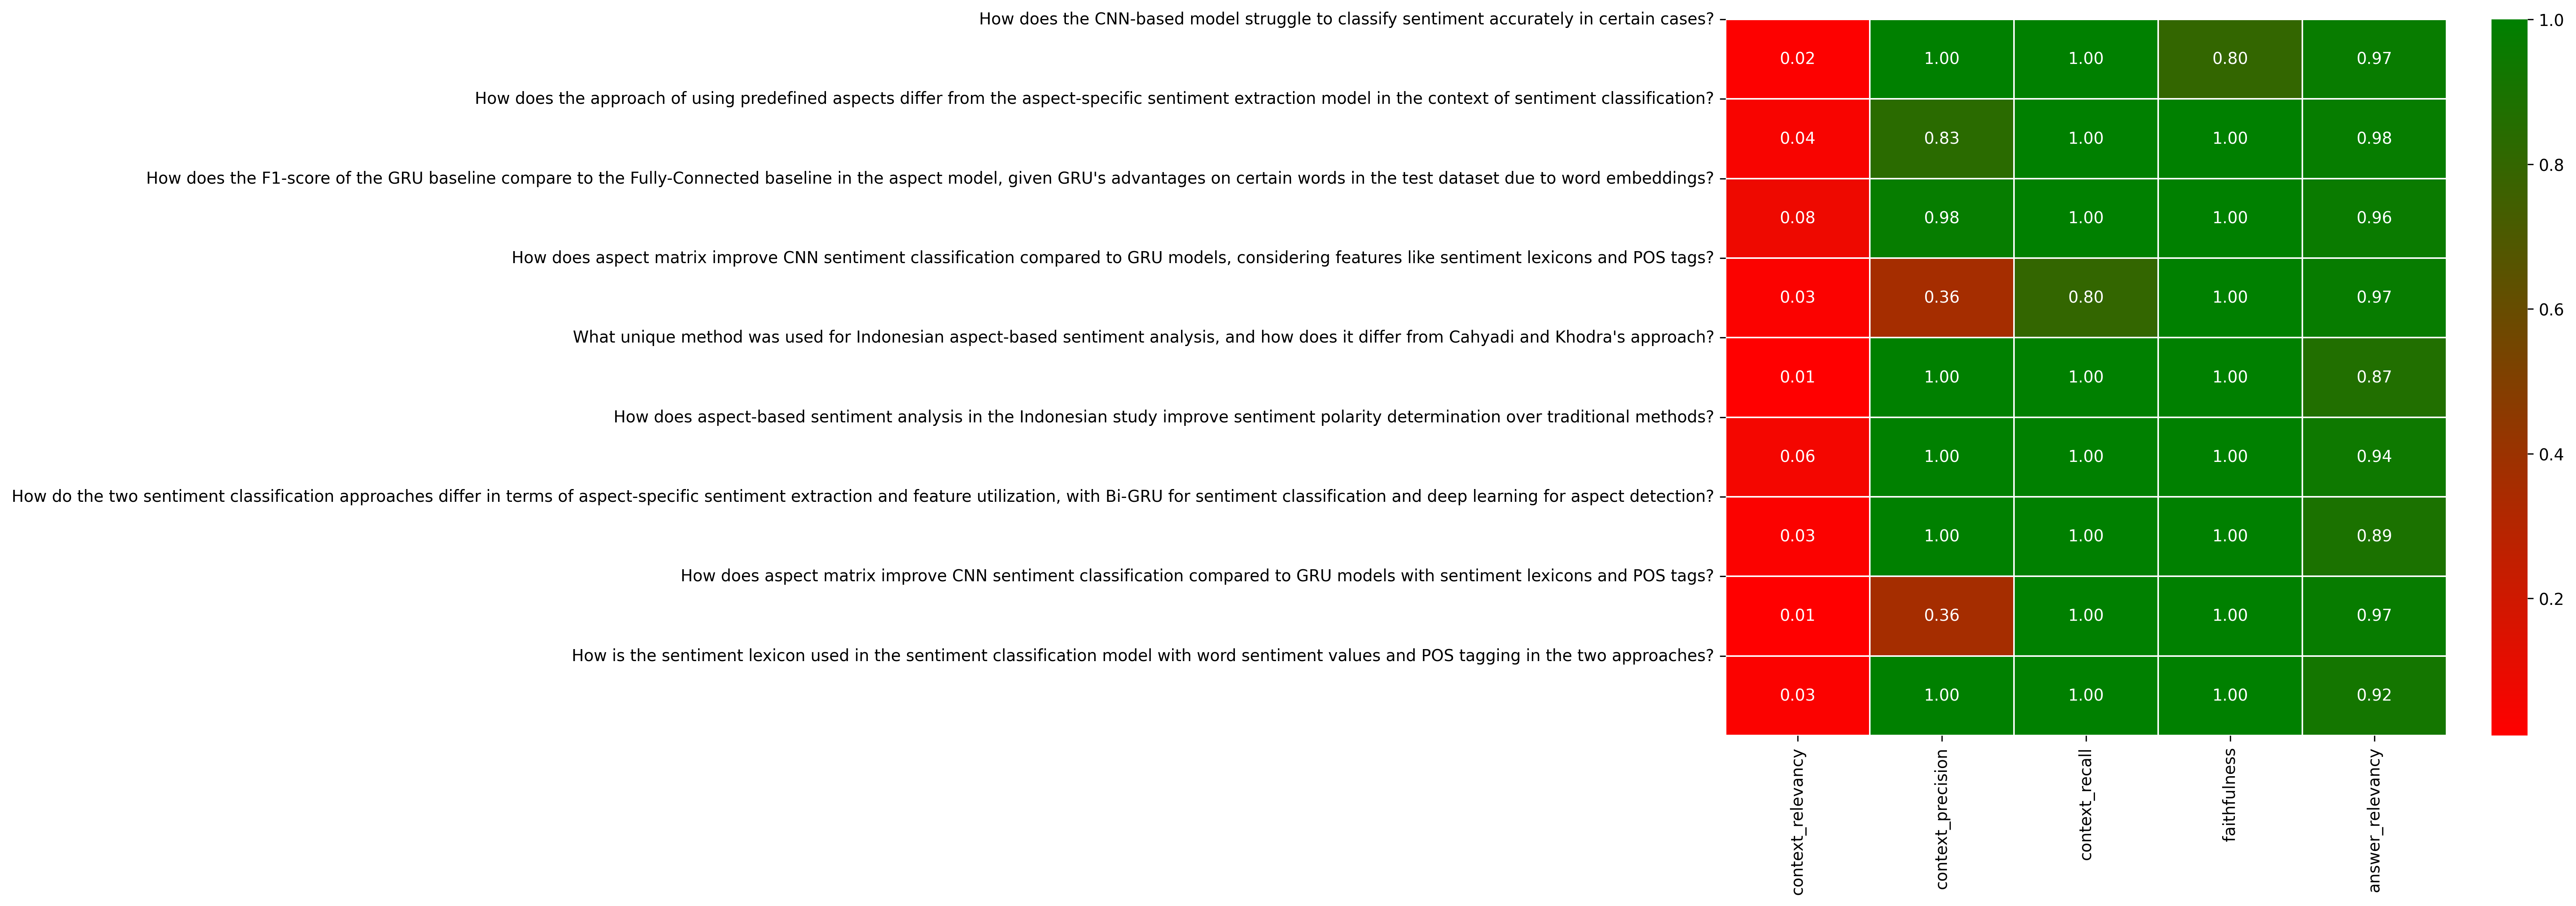 How does the CNN-based model struggle to classify sentiment accurately in certain cases?
1.0
0.02 1.00 1.00 0.80 0.97
How does the approach of using predefined aspects differ from the aspect-specific sentiment extraction model in the context of sentiment classification?
0.04 0.83 1.00 1.00 0.98
0.8
How does the F1-score of the GRU baseline compare to the Fully-Connected baseline in the aspect model, given GRU's advantages on certain words in the test dataset due to word embeddings?
0.08 0.98 1.00 1.00 0.96
How does aspect matrix improve CNN sentiment classification compared to GRU models, considering features like sentiment lexicons and POS tags?
0.03 0.36 0.80 1.00 0.97
0.6
What unique method was used for Indonesian aspect-based sentiment analysis, and how does it differ from Cahyadi and Khodra's approach?
0.01 1.00 1.00 1.00 0.87
How does aspect-based sentiment analysis in the Indonesian study improve sentiment polarity determination over traditional methods?
0.06 1.00 1.00 1.00 0.94
0.4
How do the two sentiment classification approaches differ in terms of aspect-specific sentiment extraction and feature utilization, with Bi-GRU for sentiment classification and deep learning for aspect detection?
0.03 1.00 1.00 1.00 0.89
How does aspect matrix improve CNN sentiment classification compared to GRU models with sentiment lexicons and POS tags?
0.2
0.01 0.36 1.00 1.00 0.97
How is the sentiment lexicon used in the sentiment classification model with word sentiment values and POS tagging in the two approaches?
0.03 1.00 1.00 1.00 0.92
context_relevancy
context_precision
context_recall
faithfulness
answer_relevancy